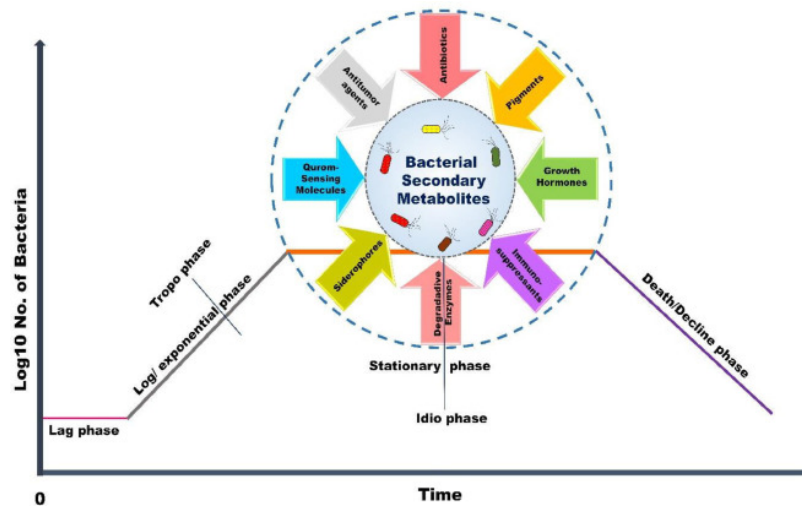 Log10 No. of Bacteria
Antibiotics
Antitumor
agents
Pigments
Qurom-
Sensing
Molecules
Bacterial
Secondary
Metabolites
Growth
Hormones
Siderophores
Degradadive
Enzymes
Immuno-
suppressants
Tropo phase
Log/ exponential phase
Death/Decline phase
Stationary phase
Lag phase
Idio phase
0
Time